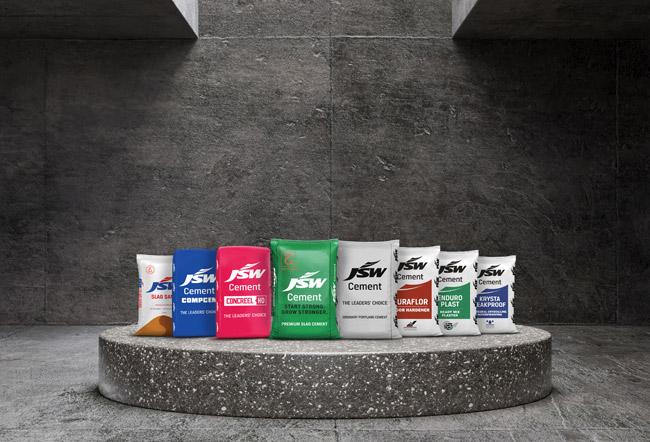 JSW
SLAG SA
JSW
Cement
COMPCEM
THE LEADERS' CHOICE
JSW
Cement
CONCREEL HD
THE LEADERS' CHOICE
JSW
Cement
START STRONG.
GROW STRONGER.
PREMIUM SLAG CEMENT
JSW
Cement
THE LEADERS' CHOICE
ORDINARY PORTLAND CEMENT
JSW
Cement
URAFLOR
OOR HARDENER
JSW
Cement
ENDURO
PLAST
READY MIX
PLASTER
JSW
Cement
KRYSTA
LEAKPROOF